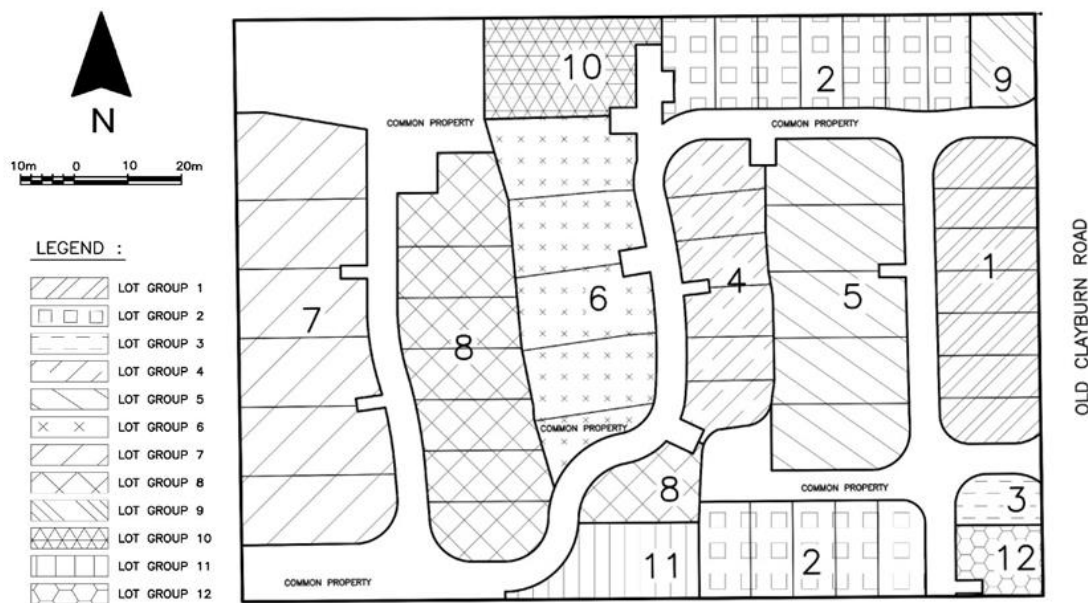 N
10m 0 10 20m
LEGEND :
LOT GROUP 1
LOT GROUP 2
LOT GROUP 3
LOT GROUP 4
LOT GROUP 5
LOT GROUP 6
LOT GROUP 7
LOT GROUP 8
LOT GROUP 9
LOT GROUP 10
LOT GROUP 11
LOT GROUP 12
10
2
9
COMMON PROPERTY
COMMON PROPERTY
7
8
6
4
5
1
OLD CLAYBURN ROAD
COMMON PROPERTY
8
COMMON PROPERTY
3
11
2
12
COMMON PROPERTY